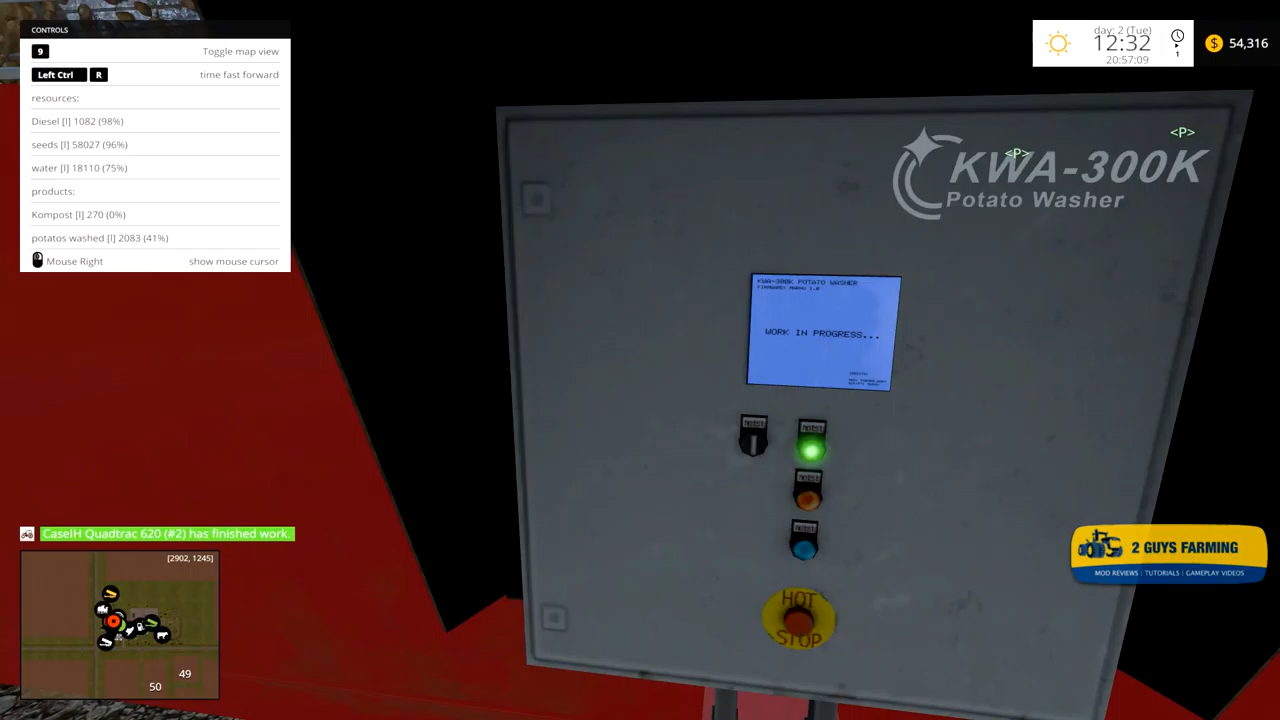 CONTROLS
9 Toggle map view
Left Ctrl R time fast forward
resources:
Diesel [l] 1082 (98%)
seeds [l] 58027 (96%)
water [l] 18110 (75%)
products:
Kompost [l] 270 (0%)
potatos washed [l] 2083 (41%)
Mouse Right show mouse cursor
day: 2 (Tue)
12:32
20:57:09
1
$ 54,316
<P>
<P>
KWA-300K
Potato Washer
KWA-300K POTATO WASHER
WORK IN PROGRESS...
HOT
STOP
CaseIH Quadtrac 620 (#2) has finished work.
[2902, 1245]
49
50
2 GUYS FARMING
MOD REVIEWS | TUTORIALS | GAMEPLAY VIDEOS